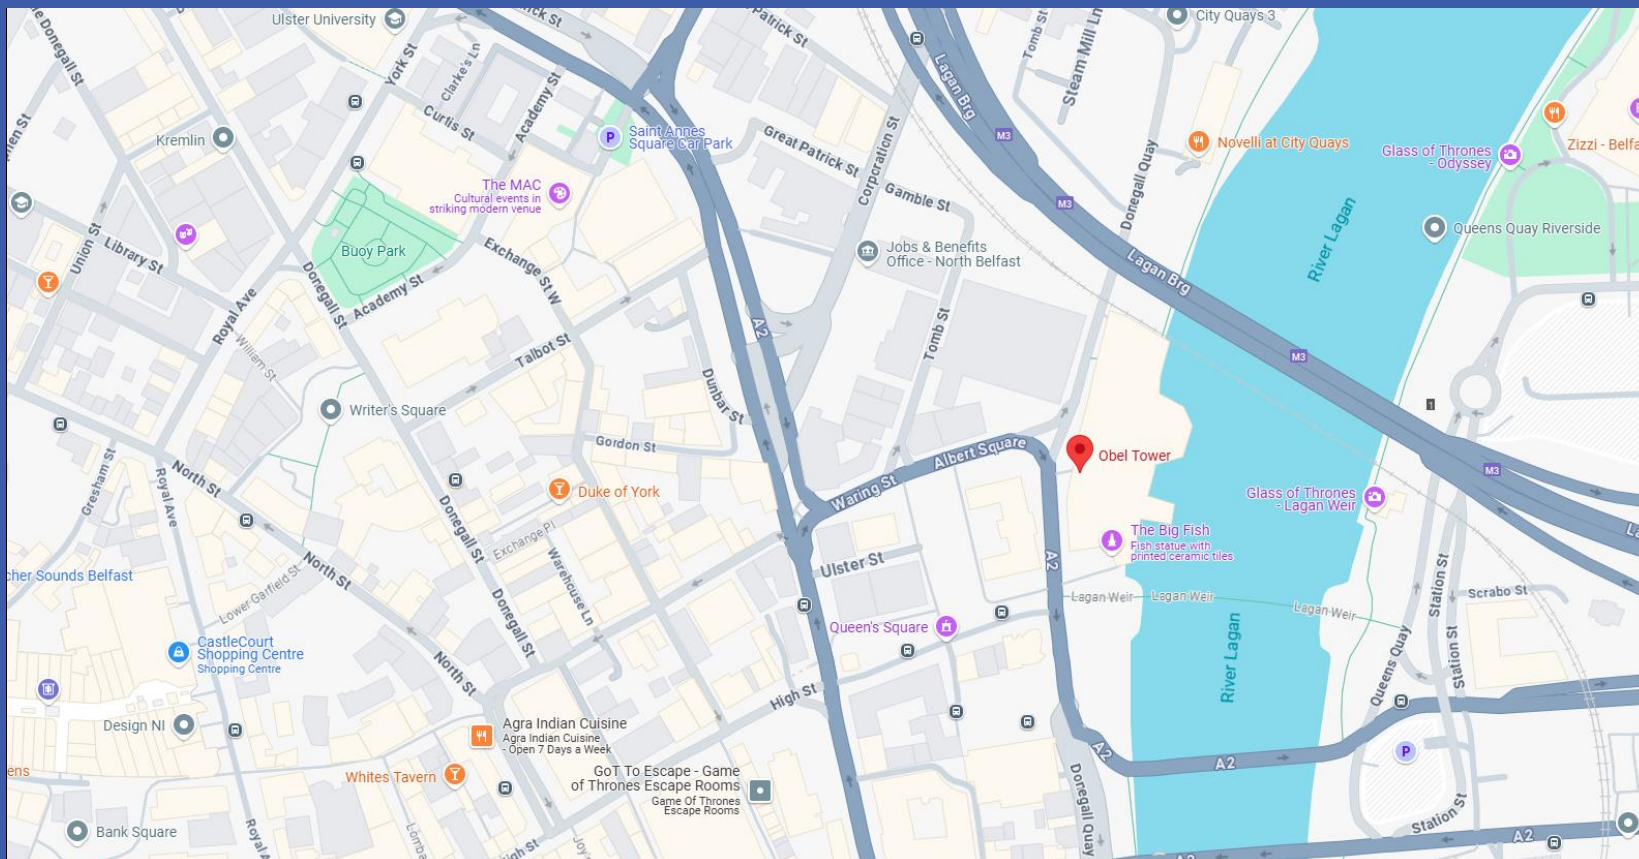 Ulster University
City Quays 3
Donegall St
York St
Clarke's Ln
Academy St
Curtis St
Kremlin
Saint Annes
Square Car Park
Great Patrick St
Corporation St
Lagan Brg
M3
Tomb St
Steam Mill Ln
Novelli at City Quays
Glass of Thrones
- Odyssey
Queens Quay Riverside
River Lagan
Donegall Quay
M3
Gamble St
The MAC
Cultural events in
striking modern venue
Buoy Park
Library St
Union St
Royal Ave
Donegall St
Academy St
Exchange St W
Jobs & Benefits
Office - North Belfast
Lagan Brg
M3
A2
Talbot St
William St
Tomb St
Writer's Square
Dunbar St
Gordon St
Albert Square
Obel Tower
1
M3
North St
Gresham St
Royal Ave
Duke of York
Waring St
Glass of Thrones
- Lagan Weir
The Big Fish
Fish statue with
printed ceramic tiles
Donegall St
Exchange Pl
Warehouse Ln
North St
Ulster St
A2
Lower Garfield St
Donegall St
Lagan Weir
Lagan Weir
Lagan Weir
Station St
Scrabo St
Queen's Square
River Lagan
CastleCourt
Shopping Centre
Shopping Centre
North St
High St
Queens Quay
Station St
Design NI
Agra Indian Cuisine
Agra Indian Cuisine
- Open 7 Days a Week
A2
A2
P
Whites Tavern
GoT To Escape - Game
of Thrones Escape Rooms
Game Of Thrones
Escape Rooms
Donegall Quay
Bank Square
Station St
A2